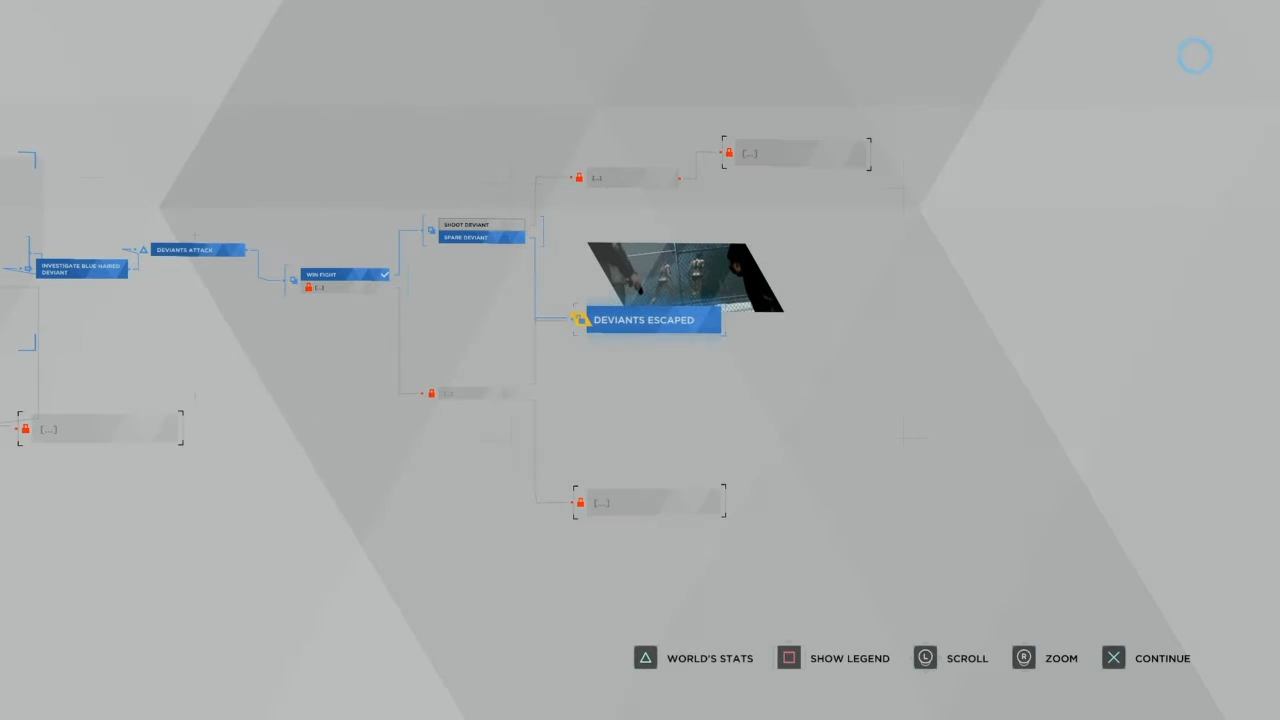 [...]
[...]
SHOOT DEVIANT
SPARE DEVIANT
DEVIANTS ATTACK
INVESTIGATE BLUE HAIRED
DEVIANT
WIN FIGHT
[...]
DEVIANTS ESCAPED
[...]
[...]
[...]
WORLD'S STATS
SHOW LEGEND
L
SCROLL
R
ZOOM
CONTINUE